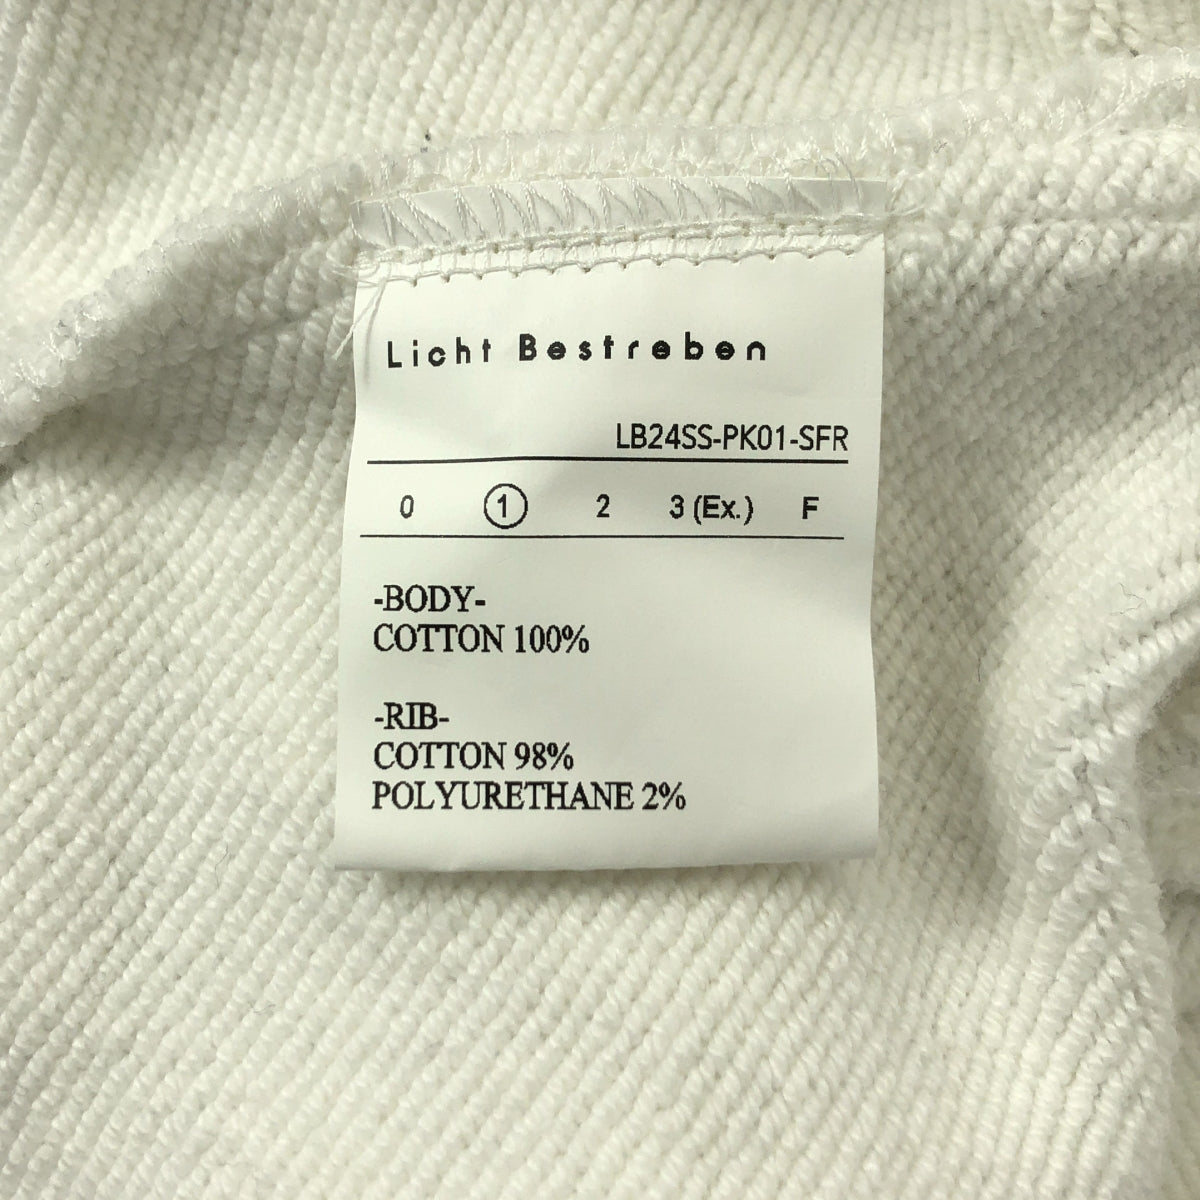 Licht Bestreben
LB24SS-PK01-SFR
0 1 2 3 (Ex.) F
-BODY-
COTTON 100%
-RIB-
COTTON 98%
POLYURETHANE 2%